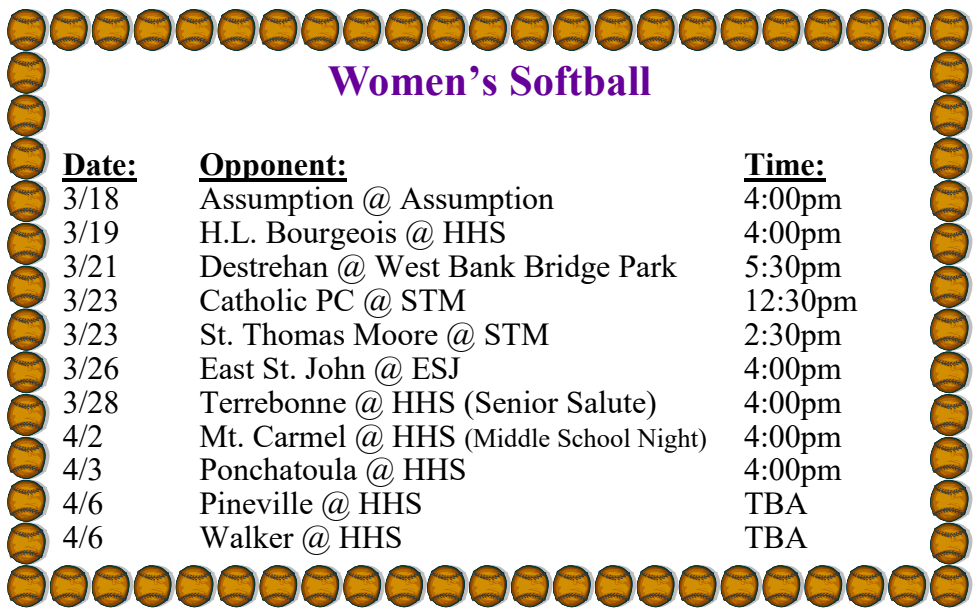 Women’s Softball
Date: Opponent: Time:
3/18 Assumption @ Assumption 4:00pm
3/19 H.L. Bourgeois @ HHS 4:00pm
3/21 Destrehan @ West Bank Bridge Park 5:30pm
3/23 Catholic PC @ STM 12:30pm
3/23 St. Thomas Moore @ STM 2:30pm
3/26 East St. John @ ESJ 4:00pm
3/28 Terrebonne @ HHS (Senior Salute) 4:00pm
4/2 Mt. Carmel @ HHS (Middle School Night) 4:00pm
4/3 Ponchatoula @ HHS 4:00pm
4/6 Pineville @ HHS TBA
4/6 Walker @ HHS TBA